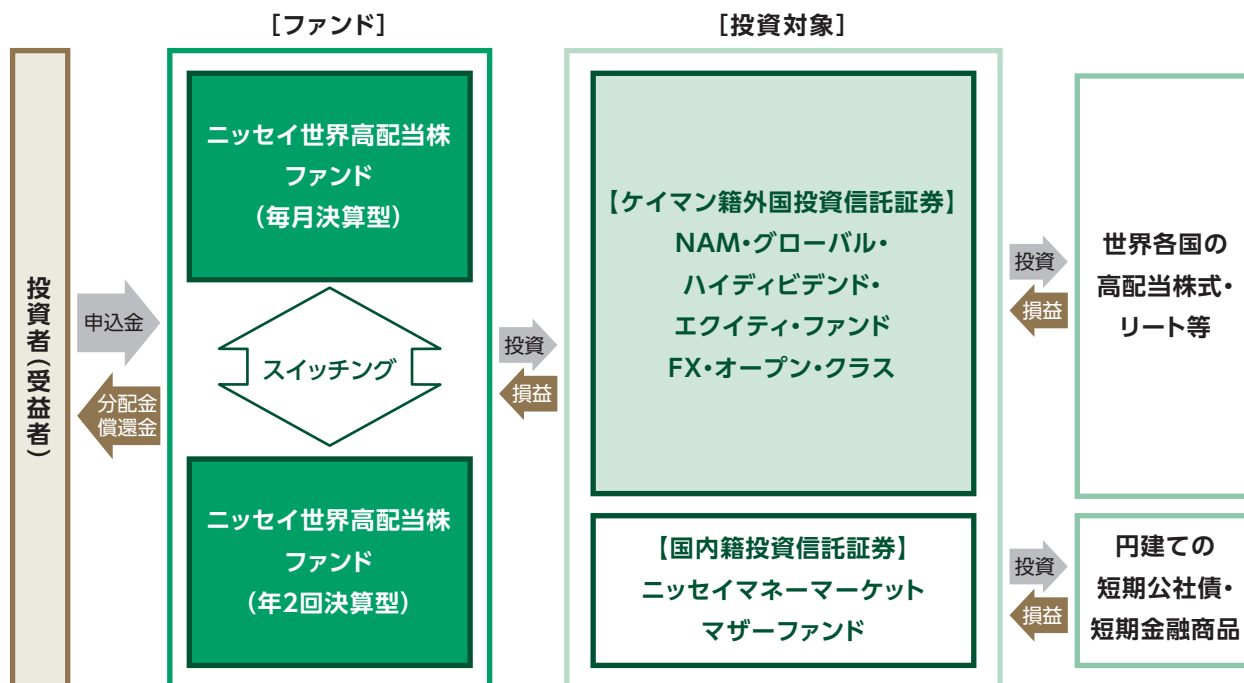 ［ファンド］
［投資対象］
投資者（受益者）
申込金
分配金
償還金
ニッセイ世界高配当株
ファンド
（毎月決算型）
スイッチング
ニッセイ世界高配当株
ファンド
（年2回決算型）
投資
損益
【ケイマン籍外国投資信託証券】
NAM・グローバル・
ハイディビデンド・
エクイティ・ファンド
FX・オープン・クラス
【国内籍投資信託証券】
ニッセイマネーマーケット
マザーファンド
投資
損益
世界各国の
高配当株式・
リート等
投資
損益
円建ての
短期公社債・
短期金融商品